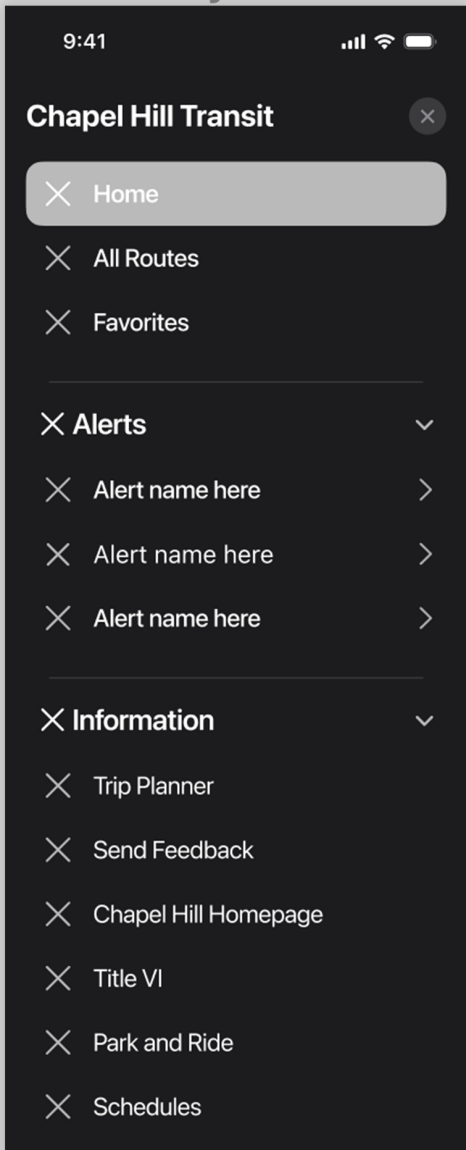 9:41
Chapel Hill Transit
Home
All Routes
Favorites
Alerts
Alert name here
Alert name here
Alert name here
Information
Trip Planner
Send Feedback
Chapel Hill Homepage
Title VI
Park and Ride
Schedules